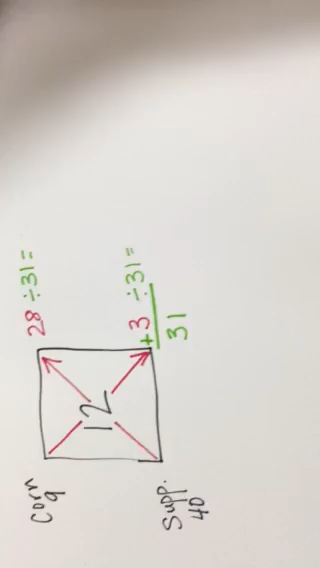 Corn
9
28 ÷ 31 =
12
Supp.
40
+ 3 ÷ 31 =
31